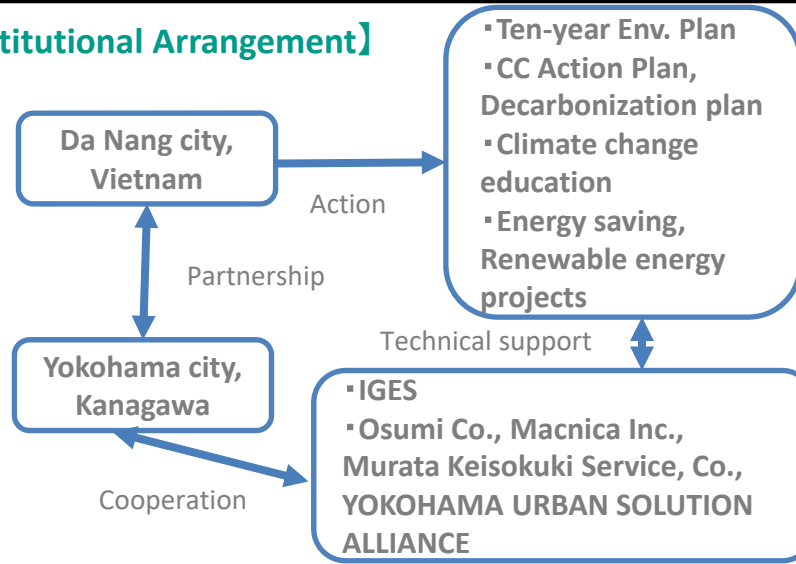 titutional Arrangement】
Da Nang city,
Vietnam
Action
・Ten-year Env. Plan
・CC Action Plan,
Decarbonization plan
・Climate change
education
・Energy saving,
Renewable energy
projects
Partnership
Technical support
Yokohama city,
Kanagawa
Cooperation
・IGES
・Osumi Co., Macnica Inc.,
Murata Keisokuki Service, Co.,
YOKOHAMA URBAN SOLUTION
ALLIANCE